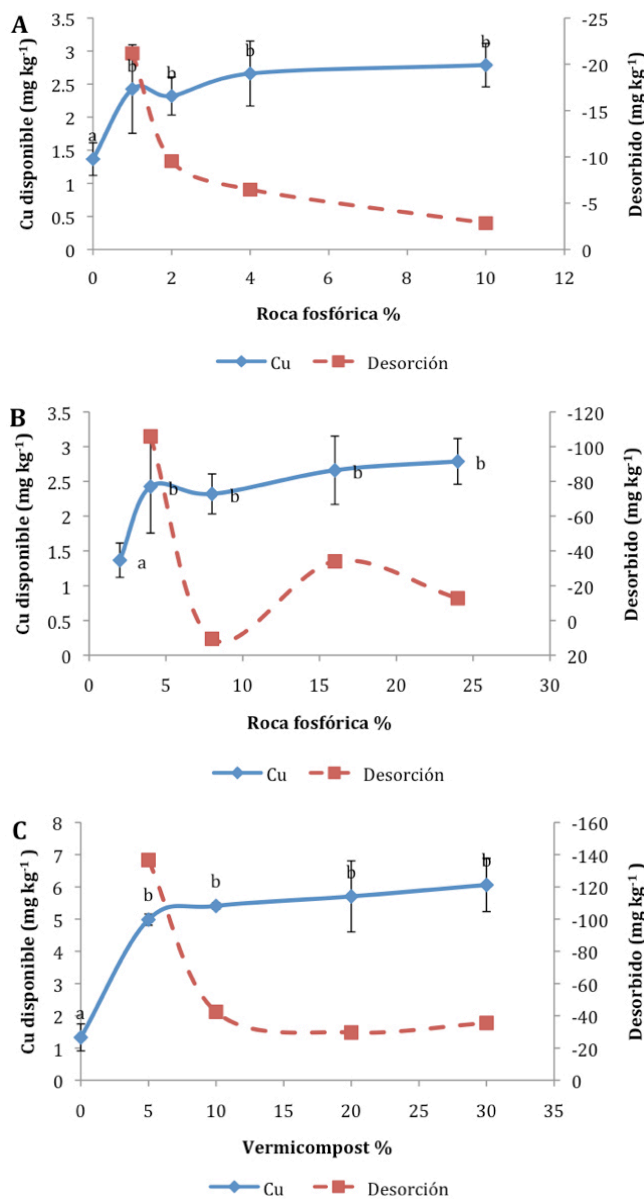 A
3.5
3
2.5
2
1.5
1
0.5
0
Cu disponible (mg kg-1)
a
b
b
b
b
-25
-20
-15
-10
-5
0
Desorbido (mg kg-1)
0 2 4 6 8 10 12
Roca fosfórica %
Cu Desorción
B
3.5
3
2.5
2
1.5
1
0.5
0
Cu disponible (mg kg-1)
a
b
b
b
b
-120
-100
-80
-60
-40
-20
0
20
Desorbido (mg kg-1)
0 5 10 15 20 25 30
Roca fosfórica %
Cu Desorción
C
8
7
6
5
4
3
2
1
0
Cu disponible (mg kg-1)
a
b
b
b
b
-160
-140
-120
-100
-80
-60
-40
-20
0
Desorbido (mg kg-1)
0 5 10 15 20 25 30 35
Vermicompost %
Cu Desorción